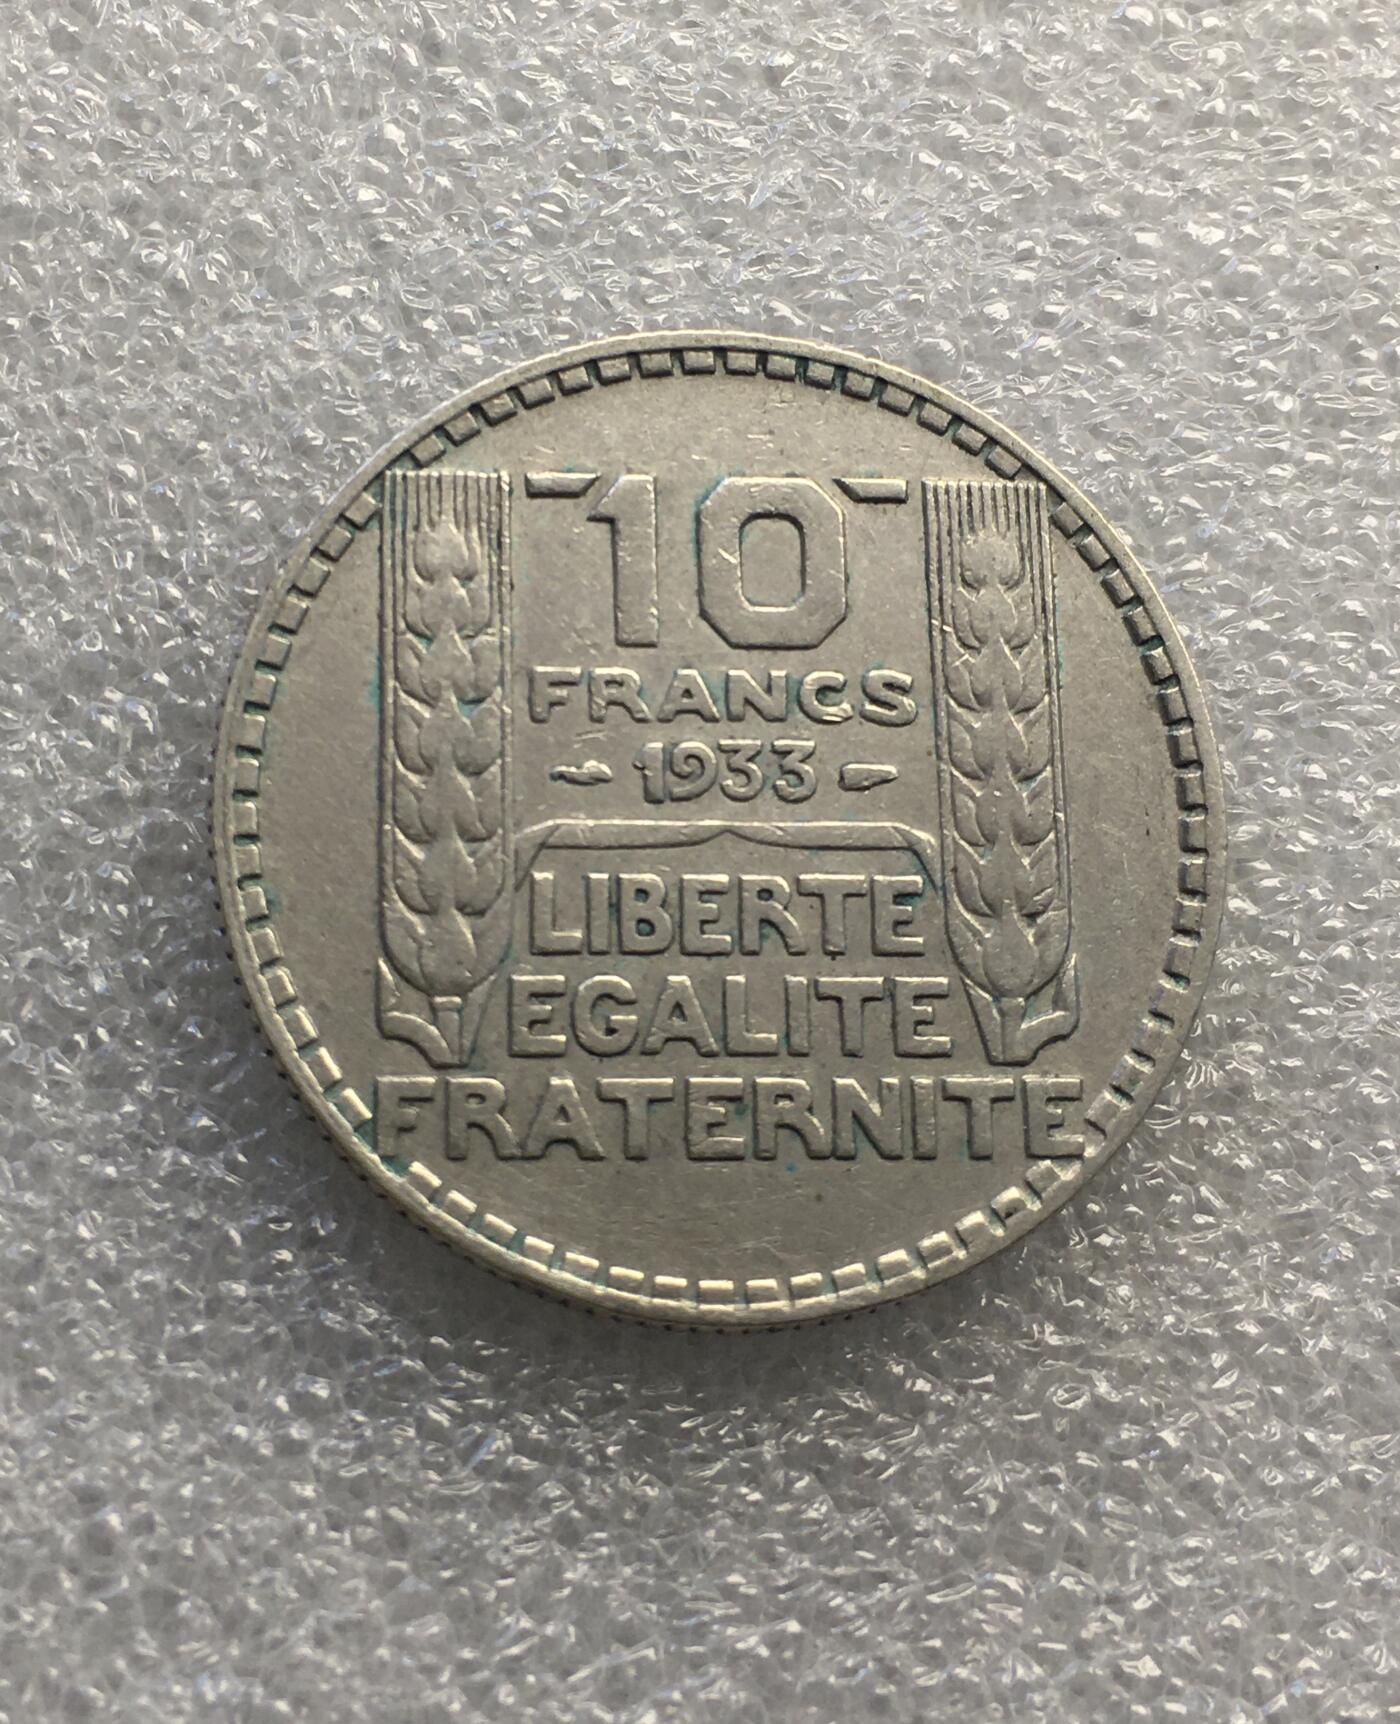 10
FRANCS
- 1933 -
LIBERTE
EGALITE
FRATERNITE